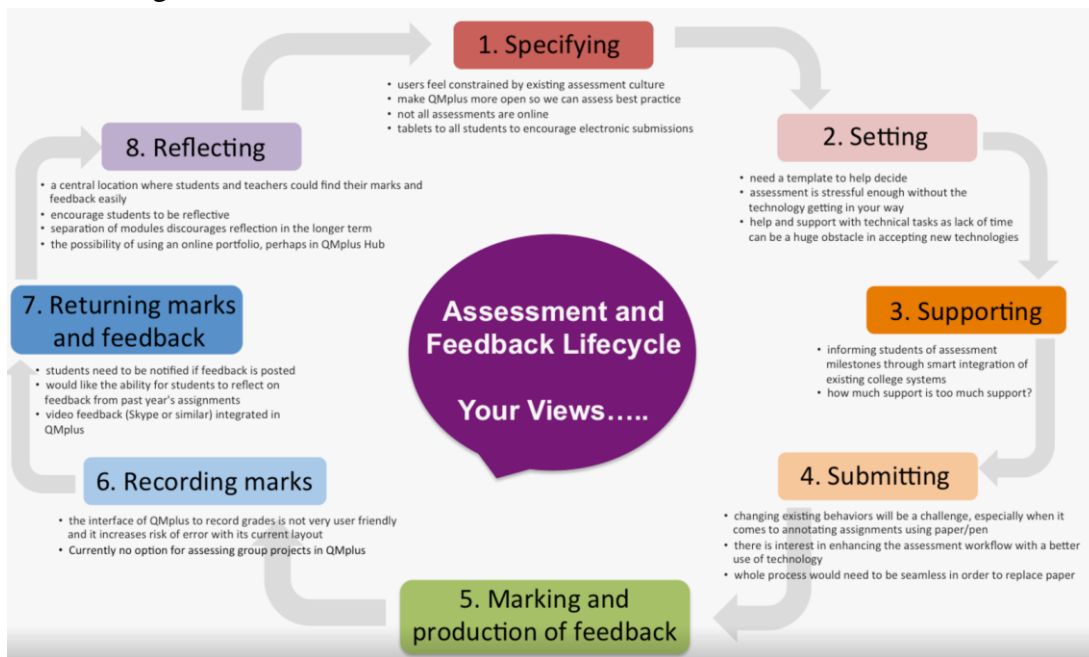 1. Specifying
• users feel constrained by existing assessment culture
• make QMplus more open so we can assess best practice
• not all assessments are online
• tablets to all students to encourage electronic submissions
2. Setting
• need a template to help decide
• assessment is stressful enough without the
technology getting in your way
• help and support with technical tasks as lack of time
can be a huge obstacle in accepting new technologies
3. Supporting
• informing students of assessment
milestones through smart integration of
existing college systems
• how much support is too much support?
4. Submitting
• changing existing behaviors will be a challenge, especially when it
comes to annotating assignments using paper/pen
• there is interest in enhancing the assessment workflow with a better
use of technology
• whole process would need to be seamless in order to replace paper
5. Marking and
production of feedback
6. Recording marks
• the interface of QMplus to record grades is not very user friendly
and it increases risk of error with its current layout
• Currently no option for assessing group projects in QMplus
7. Returning marks
and feedback
• students need to be notified if feedback is posted
• would like the ability for students to reflect on
feedback from past year's assignments
• video feedback (Skype or similar) integrated in
QMplus
8. Reflecting
• a central location where students and teachers could find their marks and
feedback easily
• encourage students to be reflective
• separation of modules discourages reflection in the longer term
• the possibility of using an online portfolio, perhaps in QMplus Hub
Assessment and
Feedback Lifecycle
Your Views.....